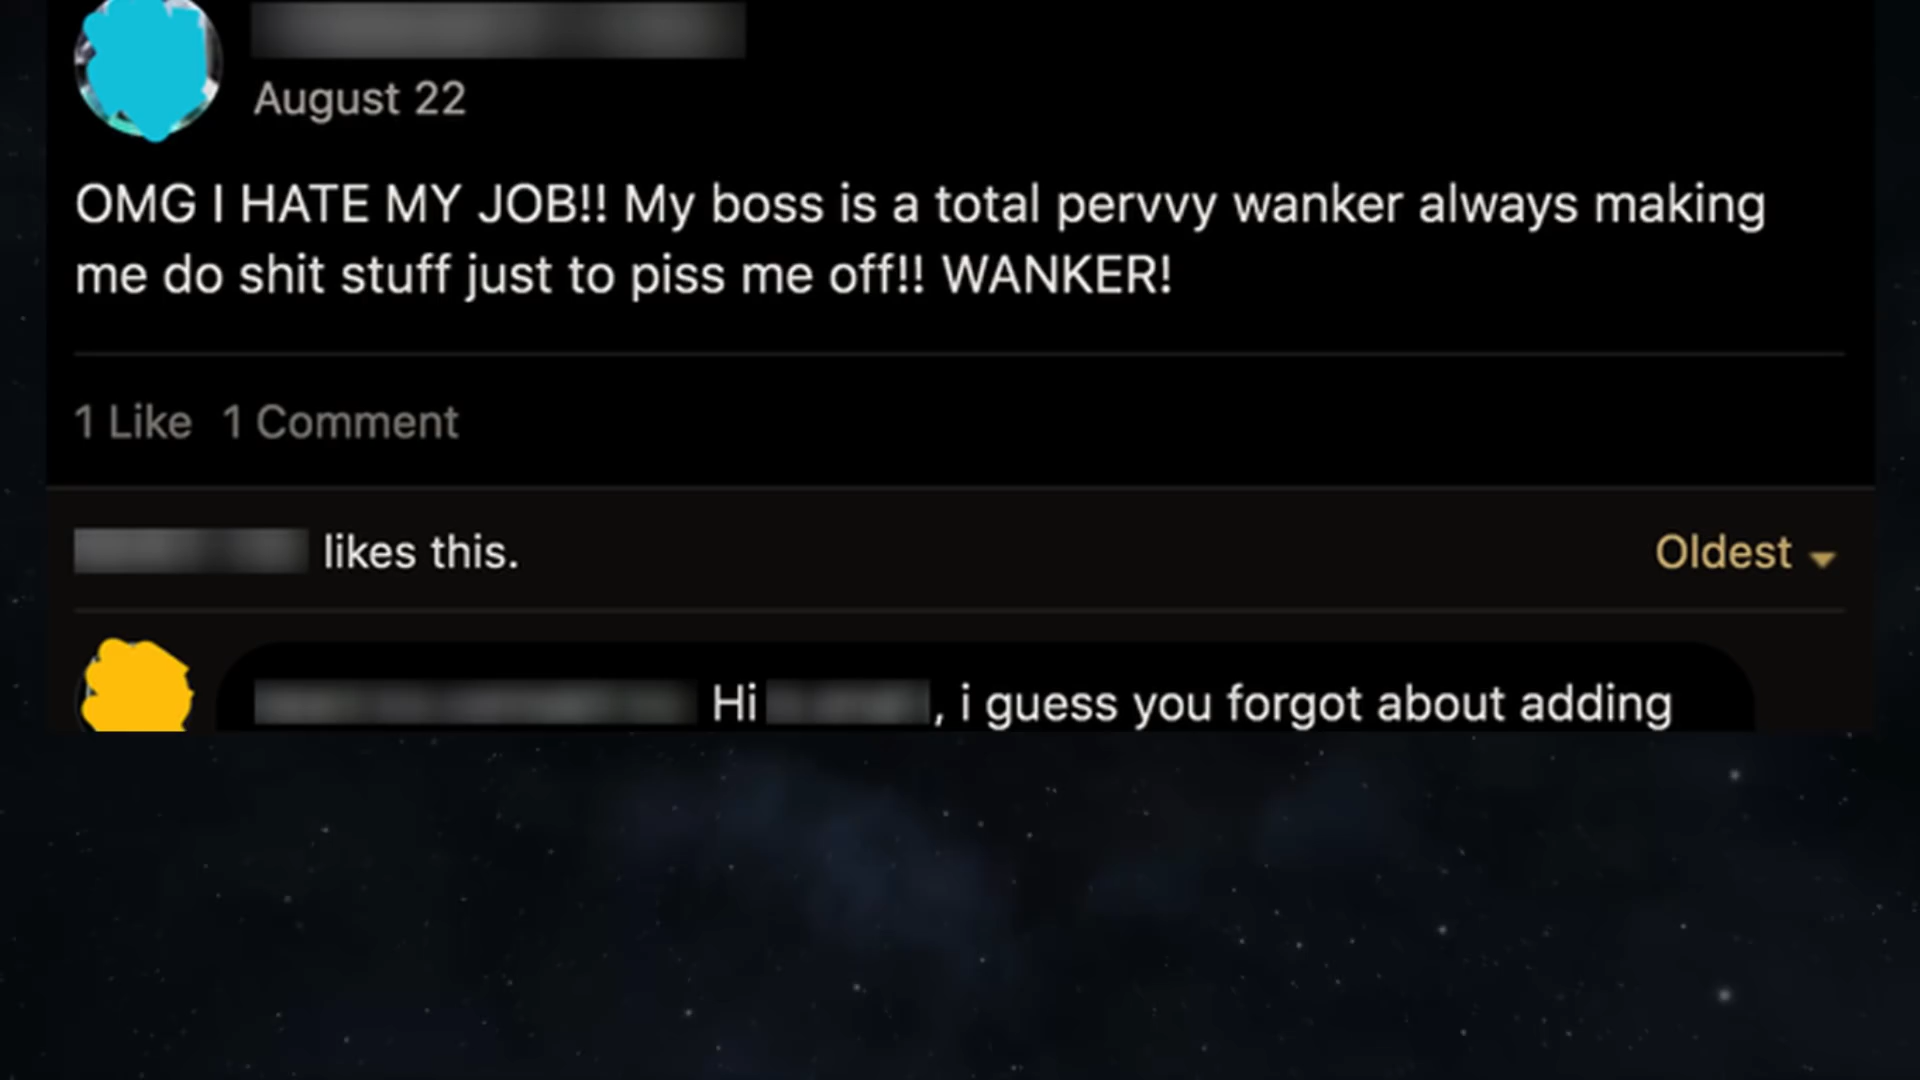 August 22
OMG I HATE MY JOB!! My boss is a total pervvy wanker always making
me do shit stuff just to piss me off!! WANKER!
1 Like 1 Comment
likes this.
Oldest
Hi , i guess you forgot about adding